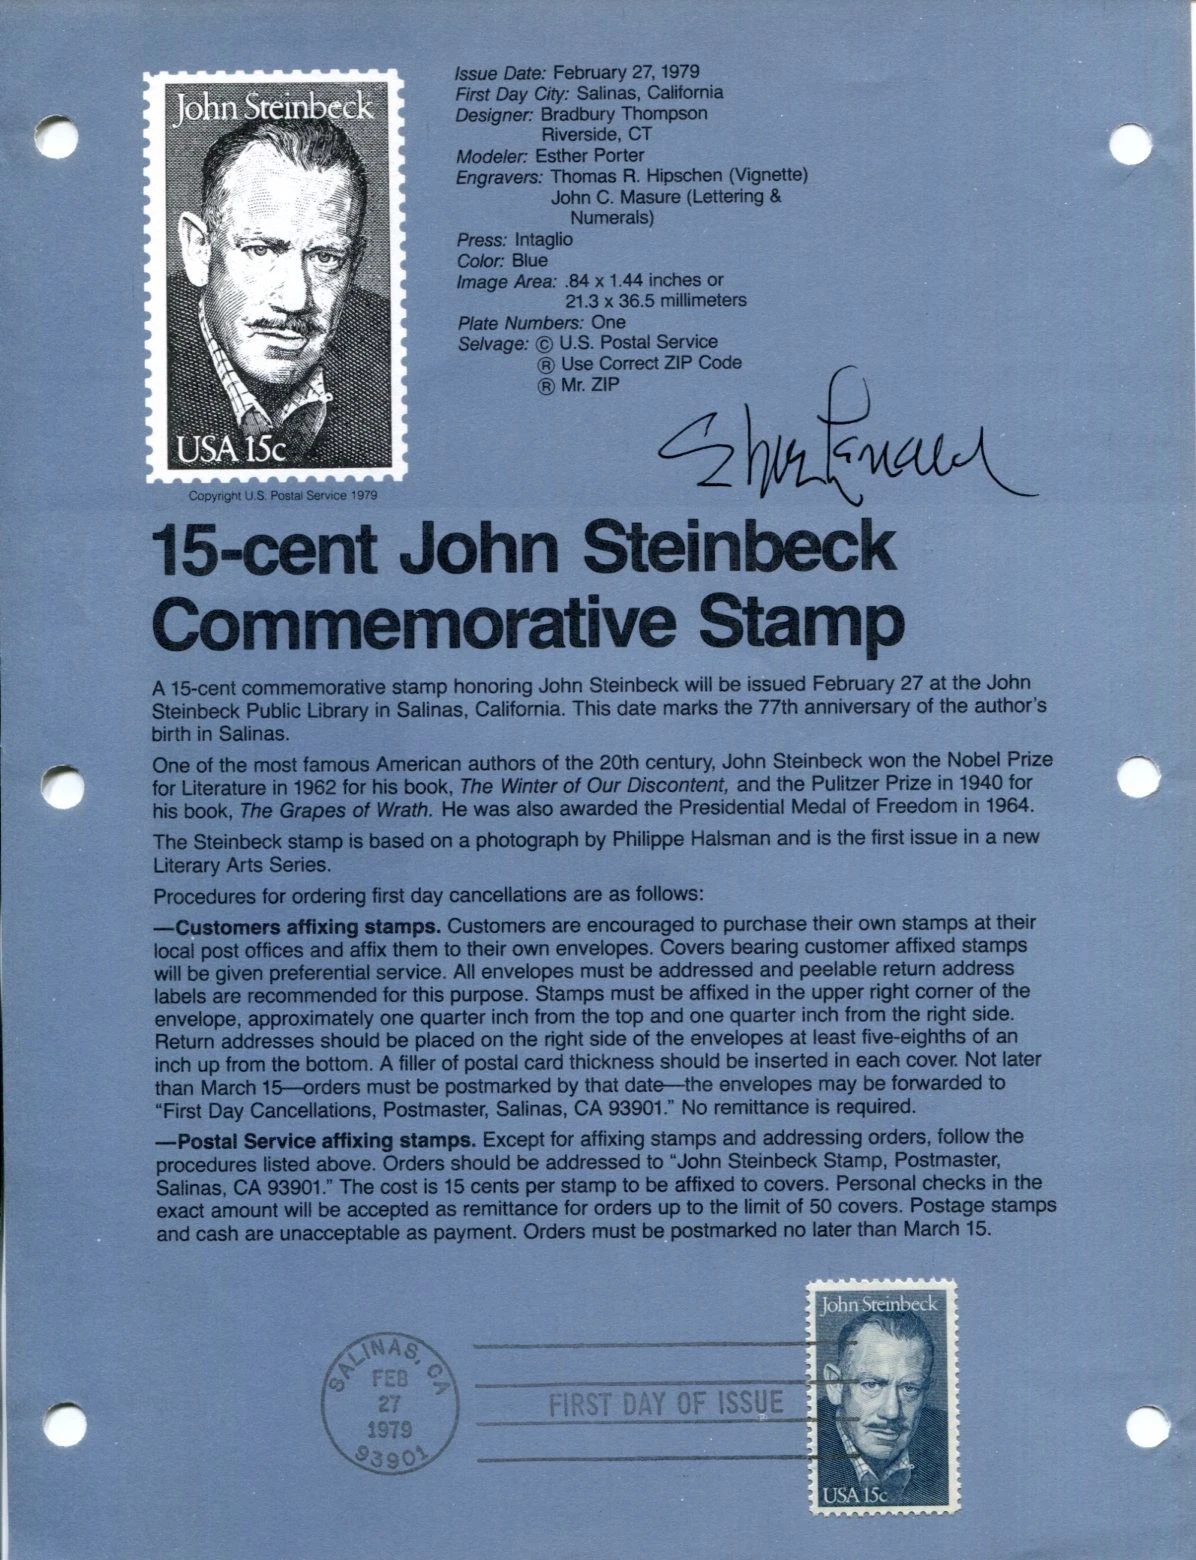 John Steinbeck
USA 15c
Copyright U.S. Postal Service 1979
Issue Date: February 27, 1979
First Day City: Salinas, California
Designer: Bradbury Thompson
Riverside, CT
Modeler: Esther Porter
Engravers: Thomas R. Hipschen (Vignette)
John C. Masure (Lettering &
Numerals)
Press: Intaglio
Color: Blue
Image Area: .84 x 1.44 inches or
21.3 x 36.5 millimeters
Plate Numbers: One
Selvage: © U.S. Postal Service
® Use Correct ZIP Code
® Mr. ZIP
15-cent John Steinbeck
Commemorative Stamp
A 15-cent commemorative stamp honoring John Steinbeck will be issued February 27 at the John
Steinbeck Public Library in Salinas, California. This date marks the 77th anniversary of the author's
birth in Salinas.
One of the most famous American authors of the 20th century, John Steinbeck won the Nobel Prize
for Literature in 1962 for his book, The Winter of Our Discontent, and the Pulitzer Prize in 1940 for
his book, The Grapes of Wrath. He was also awarded the Presidential Medal of Freedom in 1964.
The Steinbeck stamp is based on a photograph by Philippe Halsman and is the first issue in a new
Literary Arts Series.
Procedures for ordering first day cancellations are as follows:
—Customers affixing stamps. Customers are encouraged to purchase their own stamps at their
local post offices and affix them to their own envelopes. Covers bearing customer affixed stamps
will be given preferential service. All envelopes must be addressed and peelable return address
labels are recommended for this purpose. Stamps must be affixed in the upper right corner of the
envelope, approximately one quarter inch from the top and one quarter inch from the right side.
Return addresses should be placed on the right side of the envelopes at least five-eighths of an
inch up from the bottom. A filler of postal card thickness should be inserted in each cover. Not later
than March 15—orders must be postmarked by that date—the envelopes may be forwarded to
“First Day Cancellations, Postmaster, Salinas, CA 93901.” No remittance is required.
—Postal Service affixing stamps. Except for affixing stamps and addressing orders, follow the
procedures listed above. Orders should be addressed to “John Steinbeck Stamp, Postmaster,
Salinas, CA 93901.” The cost is 15 cents per stamp to be affixed to covers. Personal checks in the
exact amount will be accepted as remittance for orders up to the limit of 50 covers. Postage stamps
and cash are unacceptable as payment. Orders must be postmarked no later than March 15.
SALINAS, CA
FEB
27
1979
93901
FIRST DAY OF ISSUE
John Steinbeck
USA 15c